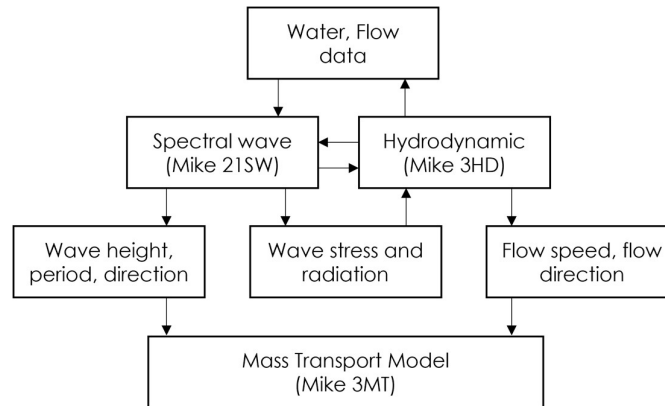 Water, Flow
data
Spectral wave
(Mike 21SW)
Hydrodynamic
(Mike 3HD)
Wave height,
period, direction
Wave stress and
radiation
Flow speed, flow
direction
Mass Transport Model
(Mike 3MT)